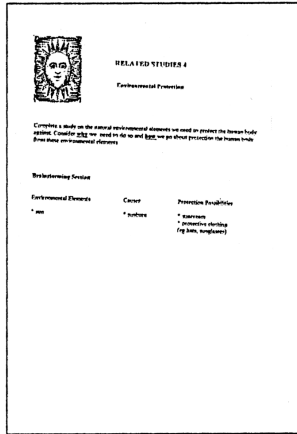 RELATED STUDIES 4
Environmental Protection
Complete a study on the natural environmental elements we need to protect the human body
against. Consider why we need to do so and how we go about protecting the human body
from these environmental elements
Brainstorming Session
Environmental Elements Causes Protection Possibilities
* sun * sunburn * sunscreen
* protective clothing
(eg hats, sunglasses)